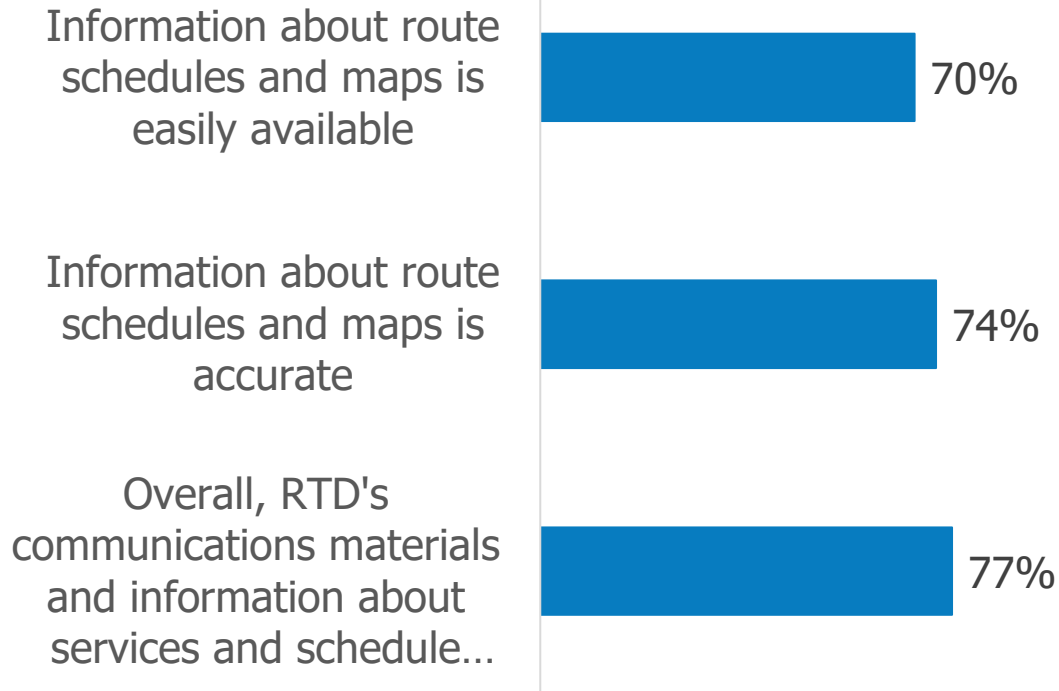 Information about route
schedules and maps is
easily available
70%
Information about route
schedules and maps is
accurate
74%
Overall, RTD's
communications materials
and information about
services and schedule…
77%